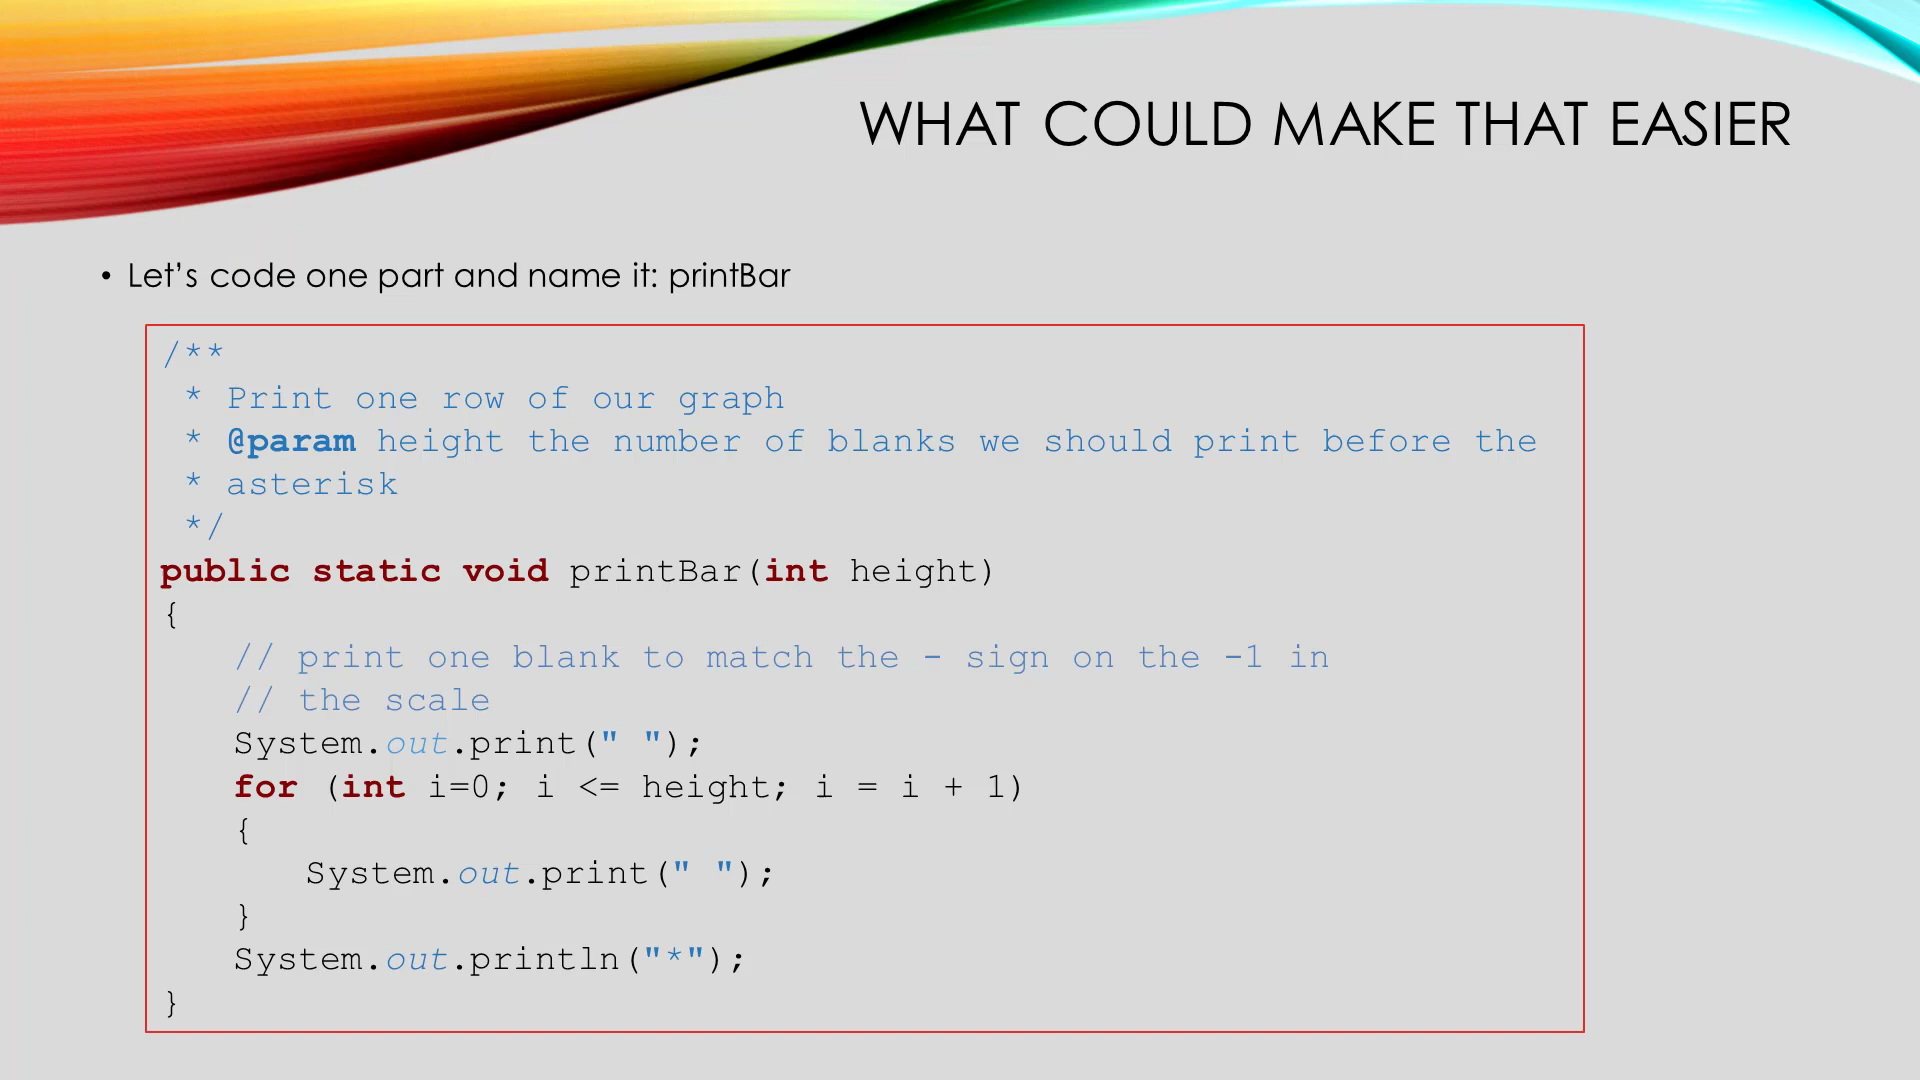 WHAT COULD MAKE THAT EASIER
• Let’s code one part and name it: printBar
/**
 * Print one row of our graph
 * @param height the number of blanks we should print before the
 * asterisk
 */
public static void printBar(int height)
{
    // print one blank to match the - sign on the -1 in
    // the scale
    System.out.print(" ");
    for (int i=0; i <= height; i = i + 1)
    {
        System.out.print(" ");
    }
    System.out.println("*");
}